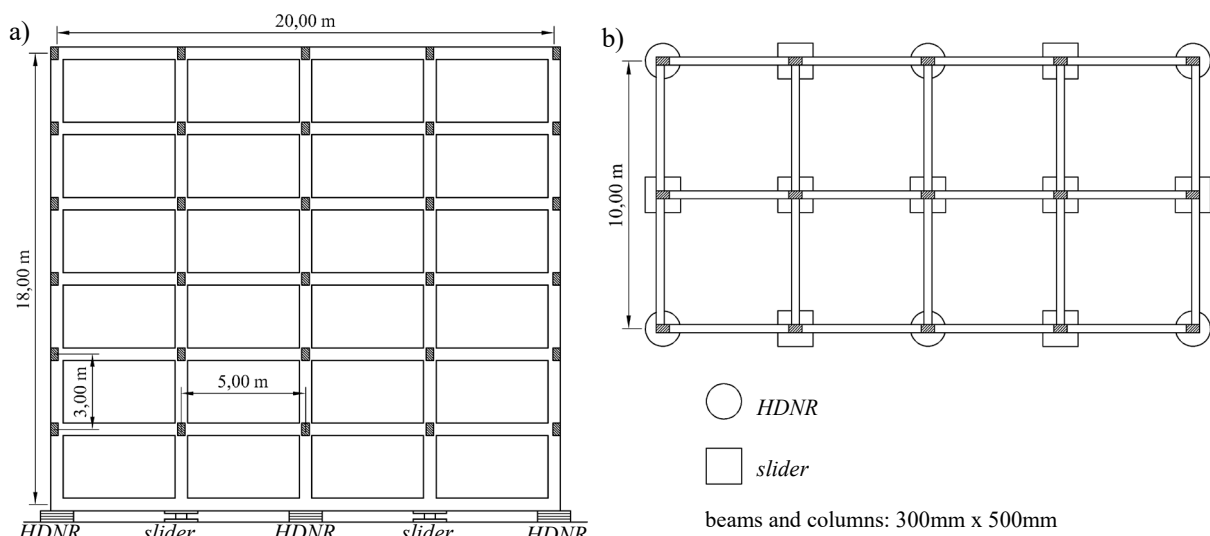 a)
20,00 m
18,00 m
5,00 m
3,00 m
HDNR slider HDNR slider HDNR
b)
10,00 m
HDNR
slider
beams and columns: 300mm x 500mm